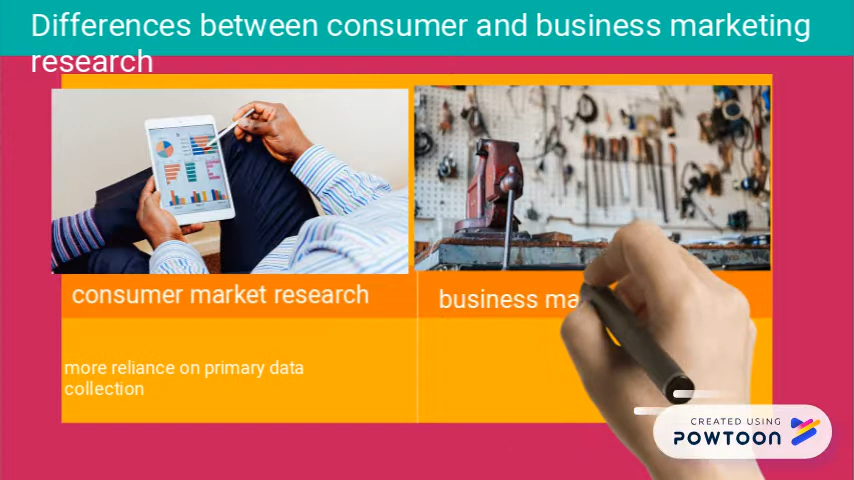 Differences between consumer and business marketing
research
consumer market research
business ma
more reliance on primary data
collection
CREATED USING
POWTOON